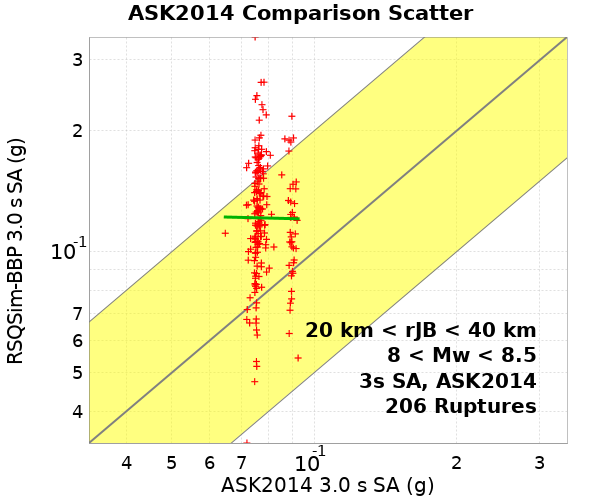 ASK2014 Comparison Scatter
RSQSim-BBP 3.0 s SA (g)
3
2
10-1
7
6
5
4
20 km < rJB < 40 km
8 < Mw < 8.5
3s SA, ASK2014
206 Ruptures
4 5 6 7 10-1 2 3
ASK2014 3.0 s SA (g)